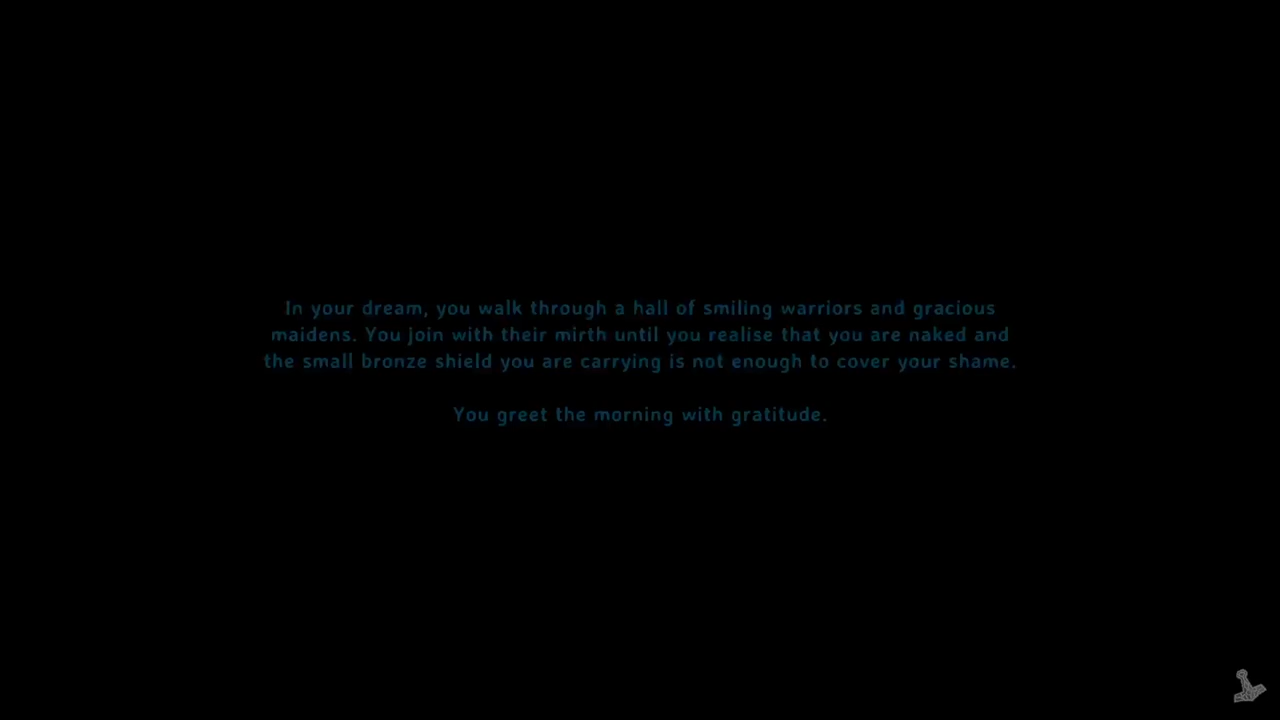 In your dream, you walk through a hall of smiling warriors and gracious
maidens. You join with their mirth until you realise that you are naked and
the small bronze shield you are carrying is not enough to cover your shame.
You greet the morning with gratitude.